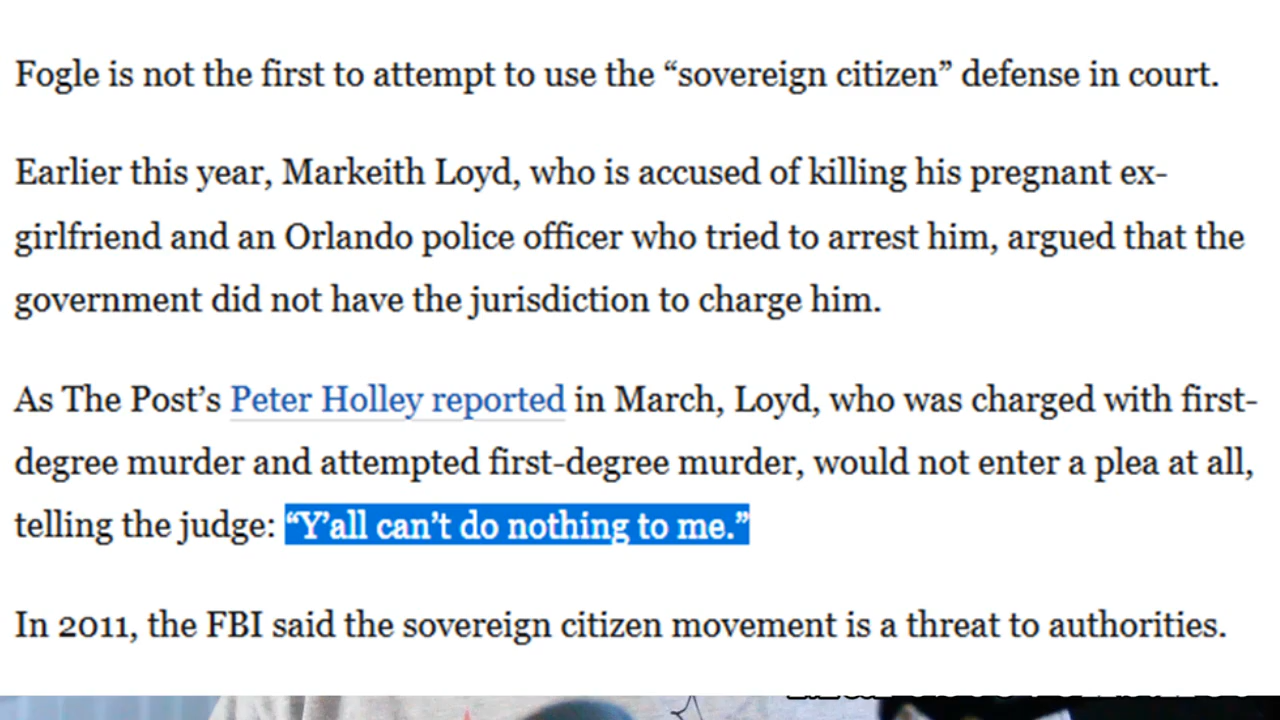 Fogle is not the first to attempt to use the “sovereign citizen” defense in court.
Earlier this year, Markeith Loyd, who is accused of killing his pregnant ex-
girlfriend and an Orlando police officer who tried to arrest him, argued that the
government did not have the jurisdiction to charge him.
As The Post’s Peter Holley reported in March, Loyd, who was charged with first-
degree murder and attempted first-degree murder, would not enter a plea at all,
telling the judge: “Y’all can’t do nothing to me.”
In 2011, the FBI said the sovereign citizen movement is a threat to authorities.